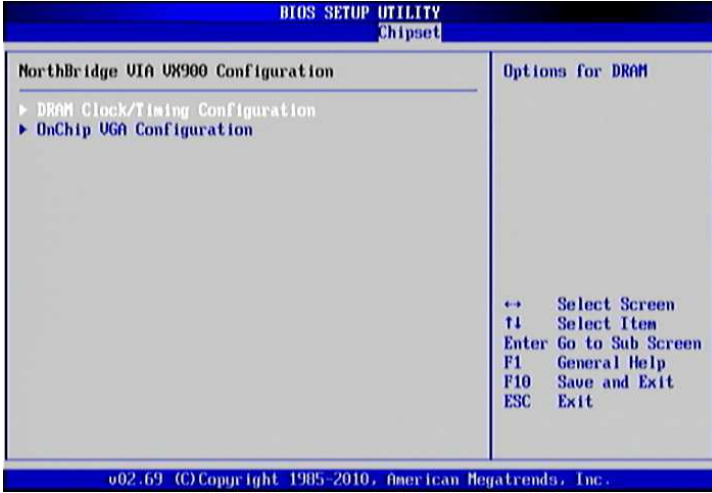 BIOS SETUP UTILITY
Chipset
NorthBridge VIA VX900 Configuration
▶ DRAM Clock/Timing Configuration
▶ OnChip VGA Configuration
Options for DRAM
↔ Select Screen
↑↓ Select Item
Enter Go to Sub Screen
F1 General Help
F10 Save and Exit
ESC Exit
v02.69 (C)Copyright 1985-2010, American Megatrends, Inc.